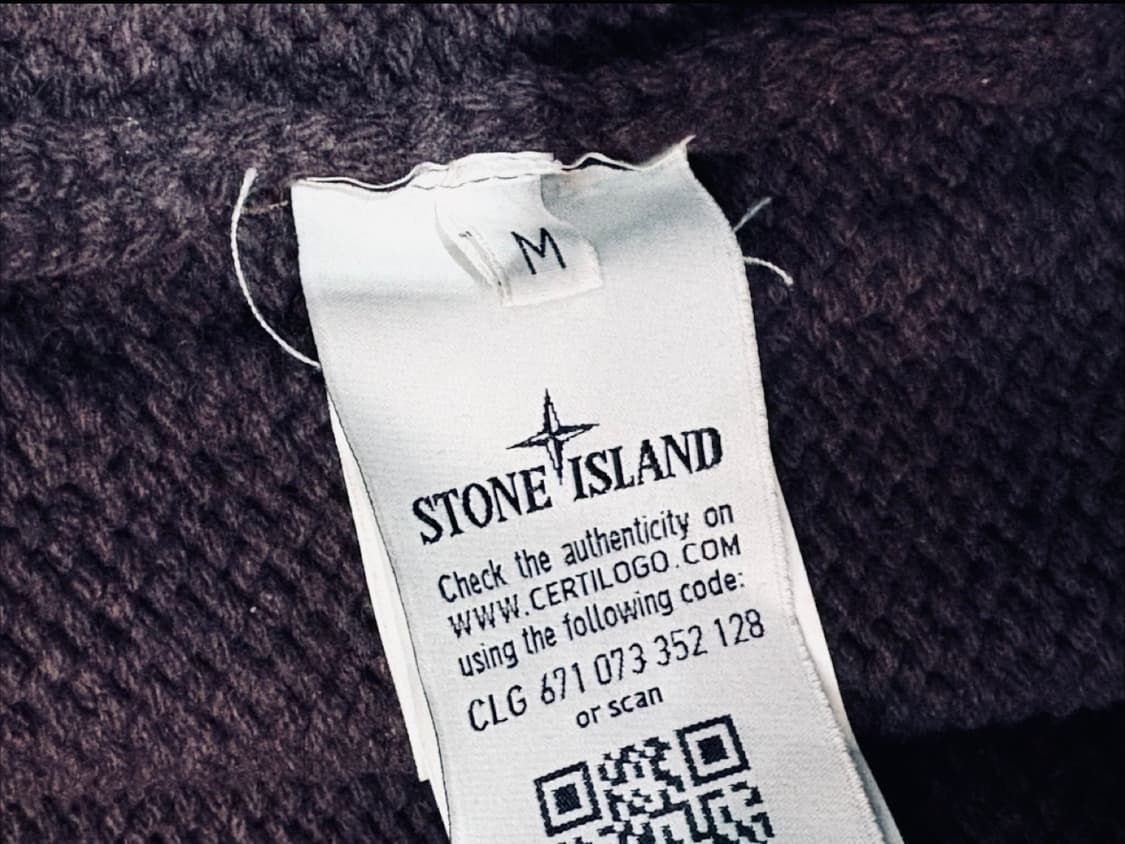 M
STONE ISLAND
Check the authenticity on
WWW.CERTILOGO.COM
using the following code:
CLG 671 073 352 128
or scan